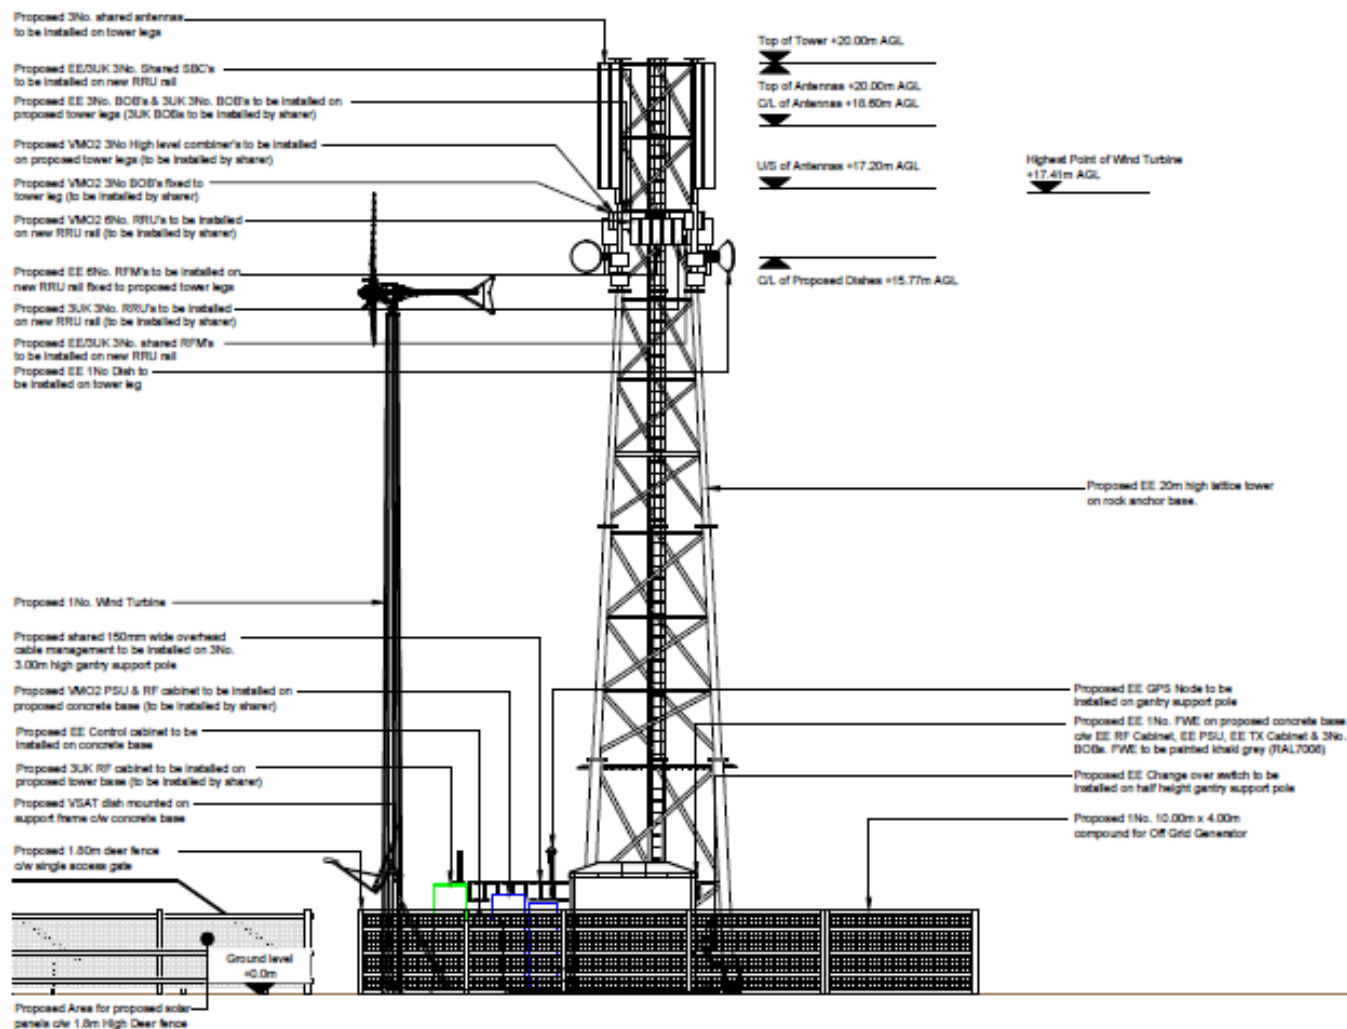 Proposed 3No. shared antennas
to be installed on tower legs
Proposed EE/3UK 3No. Shared SBC's
to be installed on new RRU rail
Proposed EE 3No. BOB's & 3UK 3No. BOB's to be installed on
proposed tower legs (3UK BOBs to be installed by sharer)
Proposed VMO2 3No High level combiner's to be installed
on proposed tower legs (to be installed by sharer)
Proposed VMO2 3No BOB's fixed to
tower leg (to be installed by sharer)
Proposed VMO2 6No. RRU's to be installed
on new RRU rail (to be installed by sharer)
Proposed EE 6No. RFM's to be installed on
new RRU rail fixed to proposed tower legs
Proposed 3UK 3No. RRU's to be installed
on new RRU rail (to be installed by sharer)
Proposed EE/3UK 3No. shared RFM's
to be installed on new RRU rail
Proposed EE 1No Dish to
be installed on tower leg
Proposed 1No. Wind Turbine
Proposed shared 150mm wide overhead
cable management to be installed on 3No.
3.00m high gantry support pole
Proposed VMO2 PSU & RF cabinet to be installed on
proposed concrete base (to be installed by sharer)
Proposed EE Control cabinet to be
installed on concrete base
Proposed 3UK RF cabinet to be installed on
proposed tower base (to be installed by sharer)
Proposed VSAT dish mounted on
support frame c/w concrete base
Proposed 1.80m deer fence
c/w single access gate
Ground level
+0.0m
Proposed Area for proposed solar
panels c/w 1.8m High Deer fence
Top of Tower +20.00m AGL
Top of Antennas +20.00m AGL
C/L of Antennas +18.60m AGL
U/S of Antennas +17.20m AGL
Highest Point of Wind Turbine
+17.41m AGL
C/L of Proposed Dishes +15.77m AGL
Proposed EE 20m high lattice tower
on rock anchor base.
Proposed EE GPS Node to be
installed on gantry support pole
Proposed EE 1No. FWE on proposed concrete base
c/w EE RF Cabinet, EE PSU, EE TX Cabinet & 3No.
BOBs. FWE to be painted khaki grey (RAL7008)
Proposed EE Change over switch to be
installed on half height gantry support pole
Proposed 1No. 10.00m x 4.00m
compound for Off Grid Generator